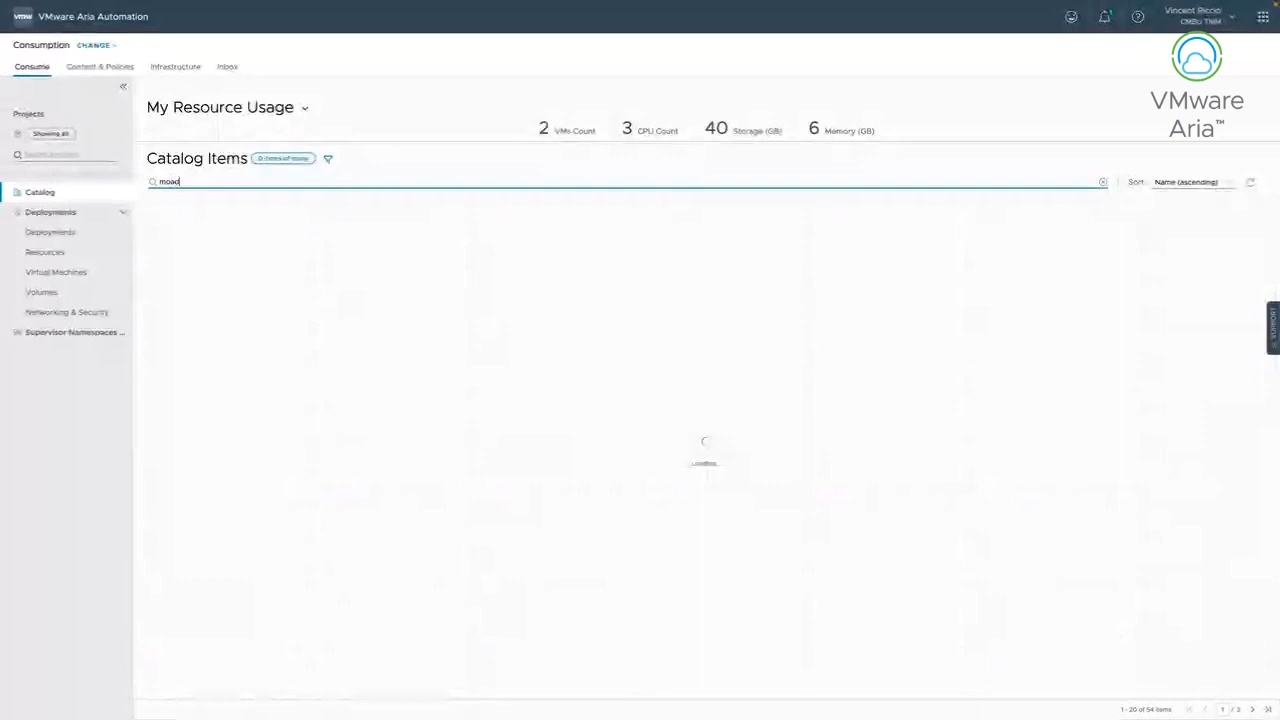 vmw VMware Aria Automation
Vincent Riccio
CMBU TMM
Consumption CHANGE
Consume Content & Policies Infrastructure Inbox
VMware
Aria™
Projects
Showing all
My Resource Usage
2 VMs Count 3 CPU Count 40 Storage (GB) 6 Memory (GB)
Catalog Items
moad
Sort: Name (ascending)
Catalog
Deployments
Deployments
Resources
Virtual Machines
Volumes
Networking & Security
Supervisor Namespaces ...
SUPPORT
Loading
1 - 20 of 54 items 1 / 3